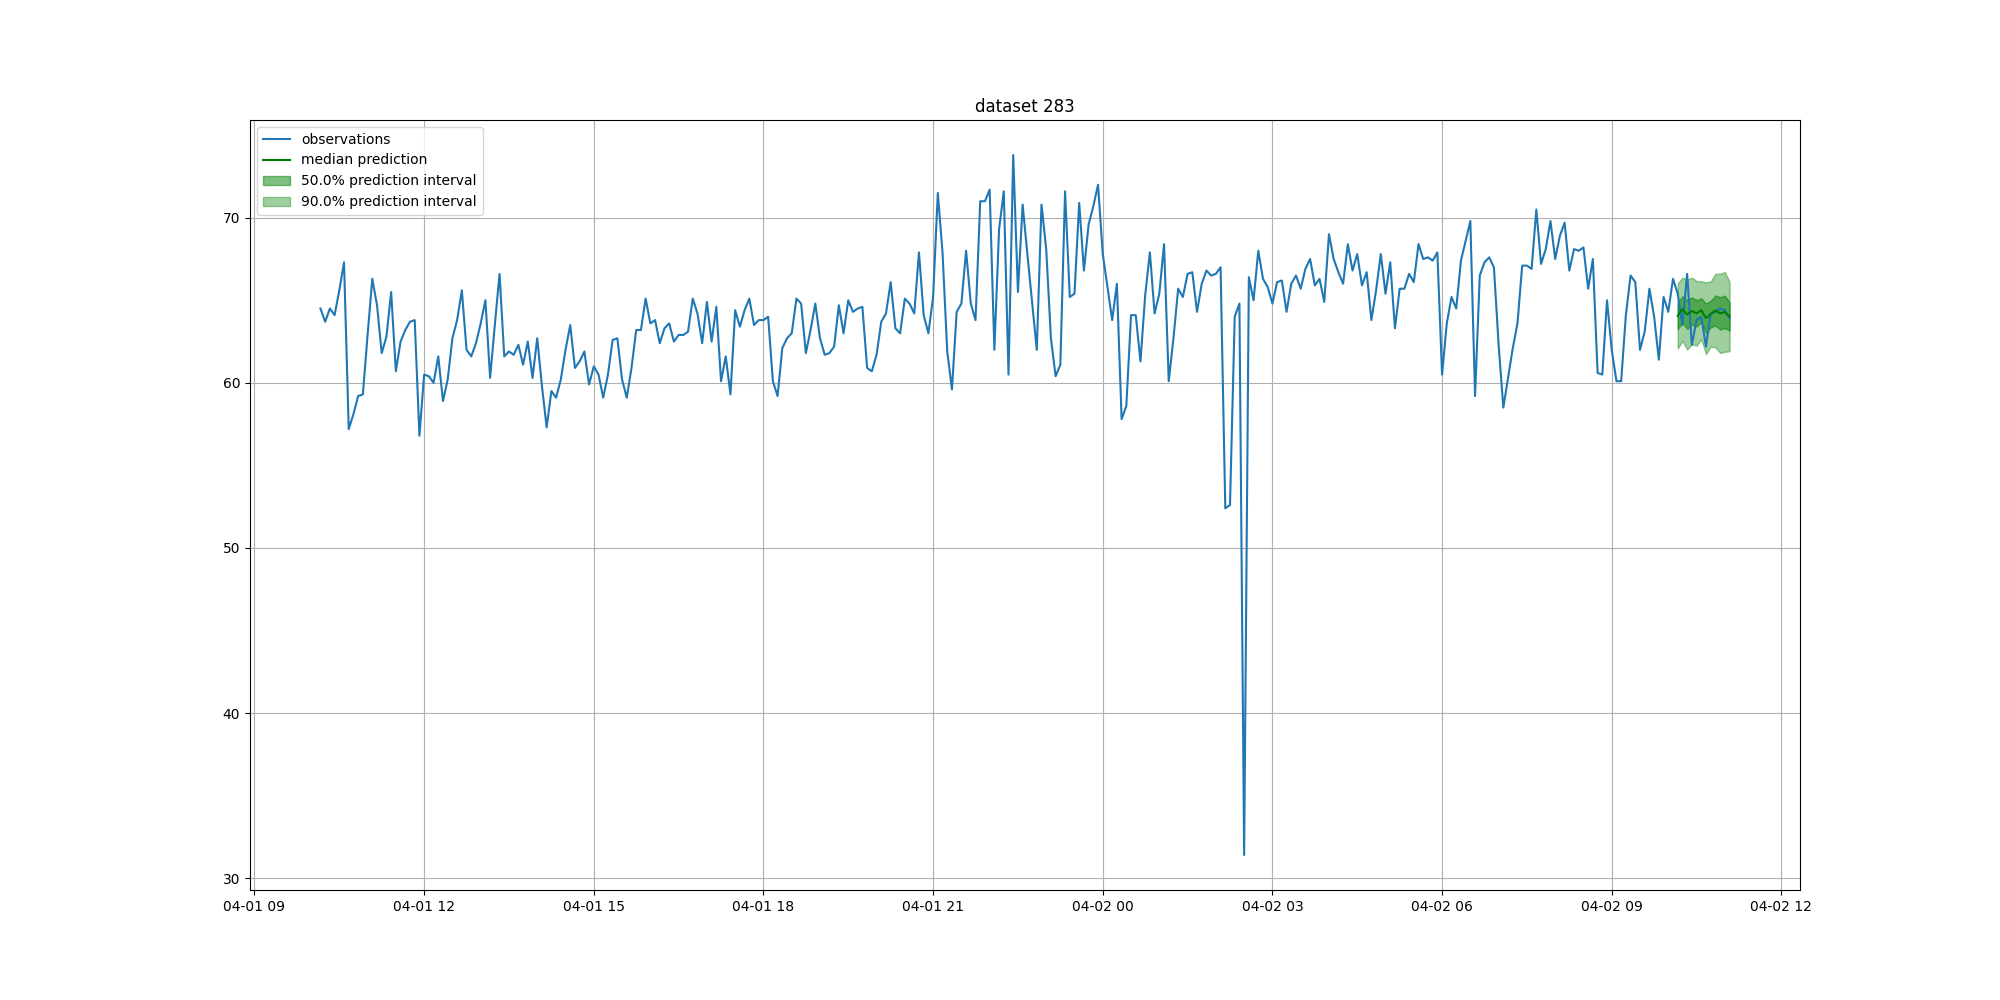 dataset 283
observations
median prediction
50.0% prediction interval
90.0% prediction interval
70
60
50
40
30
04-01 09 04-01 12 04-01 15 04-01 18 04-01 21 04-02 00 04-02 03 04-02 06 04-02 09 04-02 12